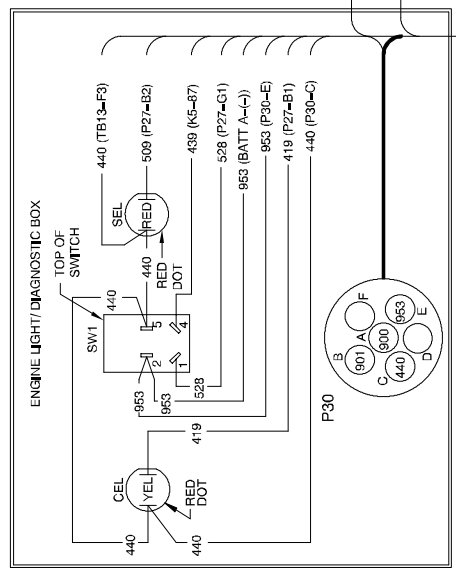 440 (TB13-F3)
509 (P27-B2)
439 (K5-87)
528 (P27-G1)
953 (BATT A-(-))
953 (P30-E)
419 (P27-B1)
440 (P30-C)
ENGINE LIGHT/ DIAGNOSTIC BOX
TOP OF
SWITCH
SEL
RED
RED
DOT
440
440
SW1
5
4
2
1
953
953
528
419
CEL
YEL
RED
DOT
440
440
P30
A
B
C
D
E
F
900
901
440
953